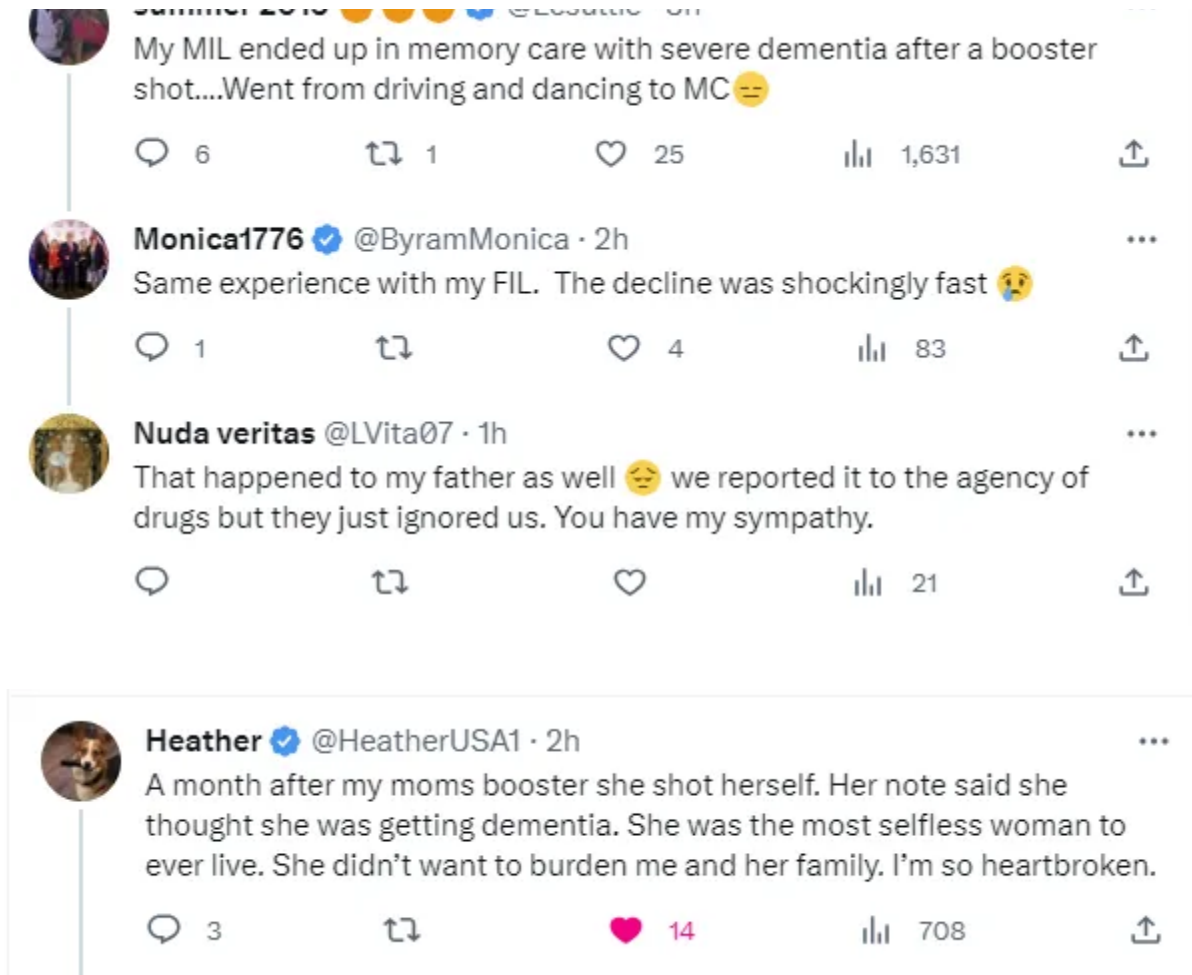 My MIL ended up in memory care with severe dementia after a booster
shot....Went from driving and dancing to MC😑
6 1 25 1,631
Monica1776 @ByramMonica · 2h
Same experience with my FIL. The decline was shockingly fast 😢
1 4 83
Nuda veritas @LVita07 · 1h
That happened to my father as well 😔 we reported it to the agency of
drugs but they just ignored us. You have my sympathy.
21
Heather @HeatherUSA1 · 2h
A month after my moms booster she shot herself. Her note said she
thought she was getting dementia. She was the most selfless woman to
ever live. She didn’t want to burden me and her family. I’m so heartbroken.
3 14 708